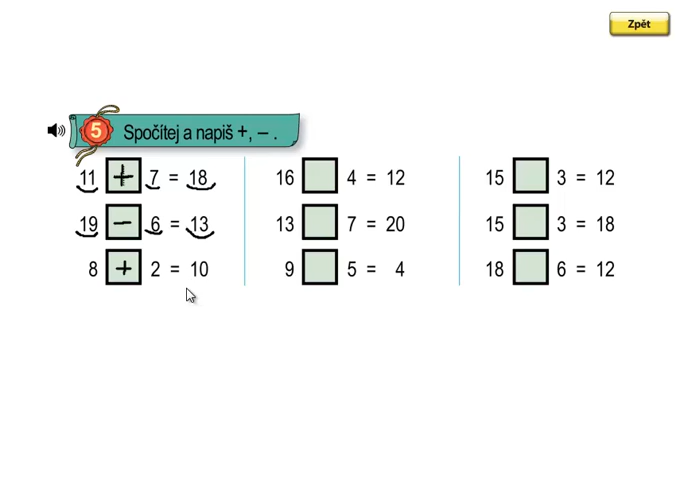 Zpět
5 Spočítej a napiš +, – .
11 + 7 = 18
19 – 6 = 13
8 + 2 = 10
16 4 = 12
13 7 = 20
9 5 = 4
15 3 = 12
15 3 = 18
18 6 = 12